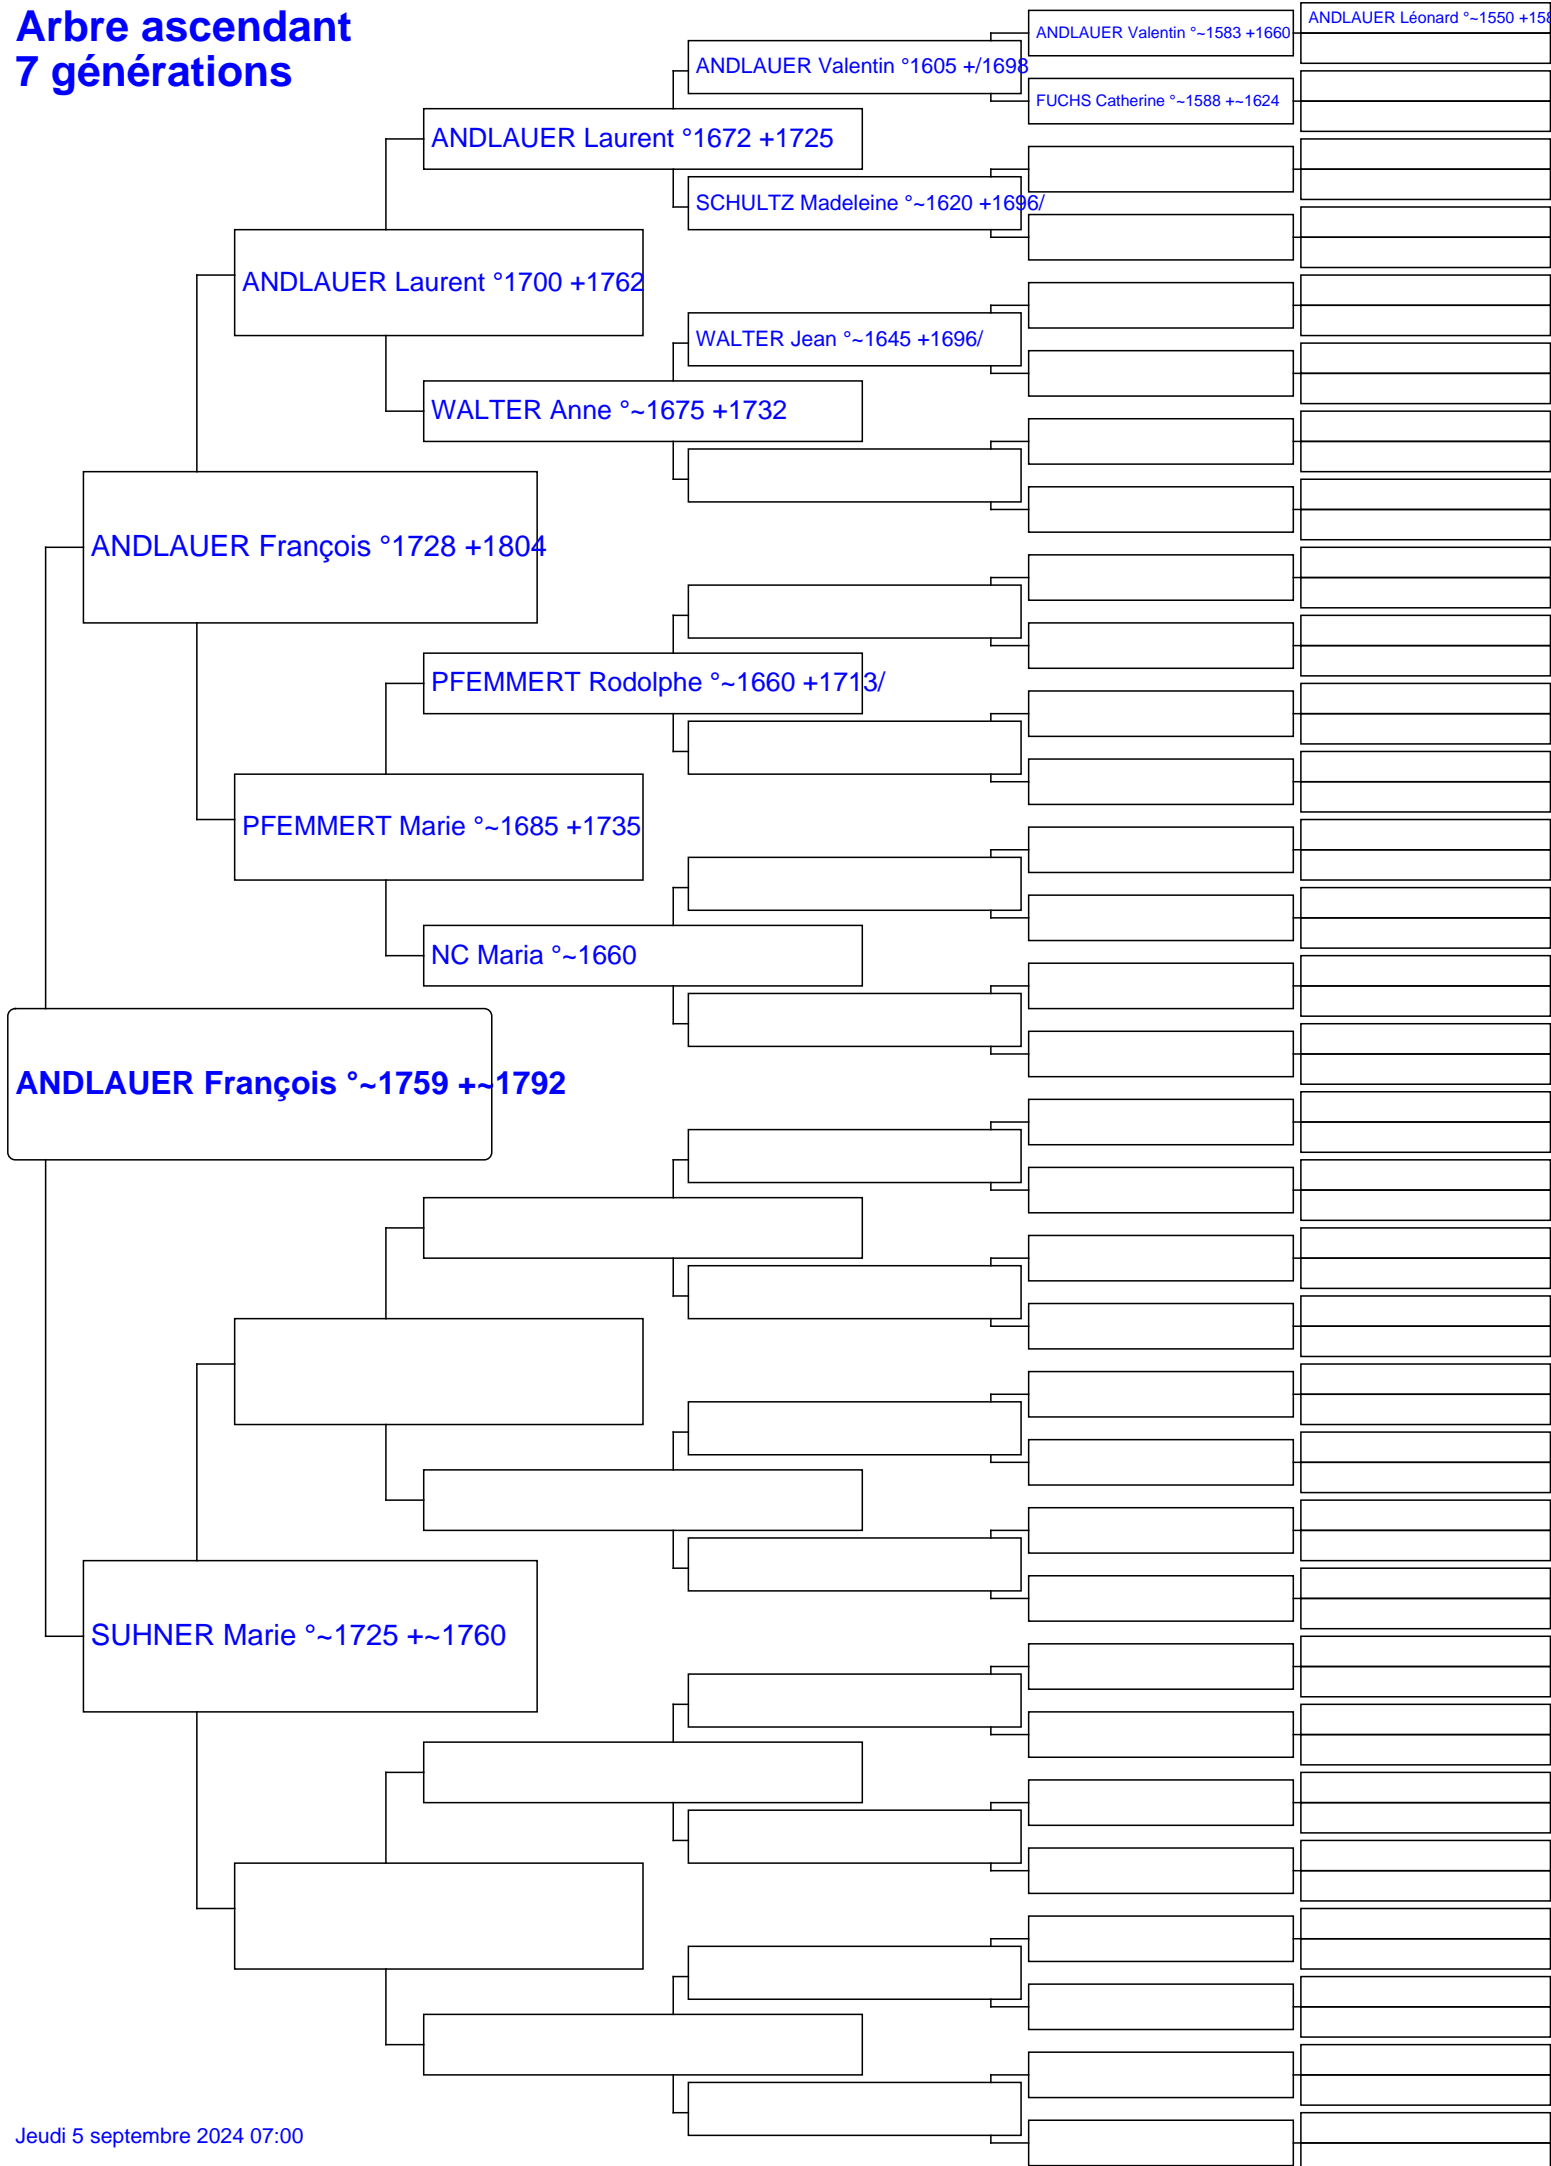 Arbre ascendant
7 générations
ANDLAUER Léonard °~1550 +
ANDLAUER Valentin °~1583 +1660
ANDLAUER Valentin °1605 +/1698
FUCHS Catherine °~1588 +~1624
ANDLAUER Laurent °1672 +1725
SCHULTZ Madeleine °~1620 +1696/
ANDLAUER Laurent °1700 +1762
WALTER Jean °~1645 +1696/
WALTER Anne °~1675 +1732
ANDLAUER François °1728 +1804
PFEMMERT Rodolphe °~1660 +1713/
PFEMMERT Marie °~1685 +1735
NC Maria °~1660
ANDLAUER François °~1759 +~1792
SUHNER Marie °~1725 +~1760
Jeudi 5 septembre 2024 07:00